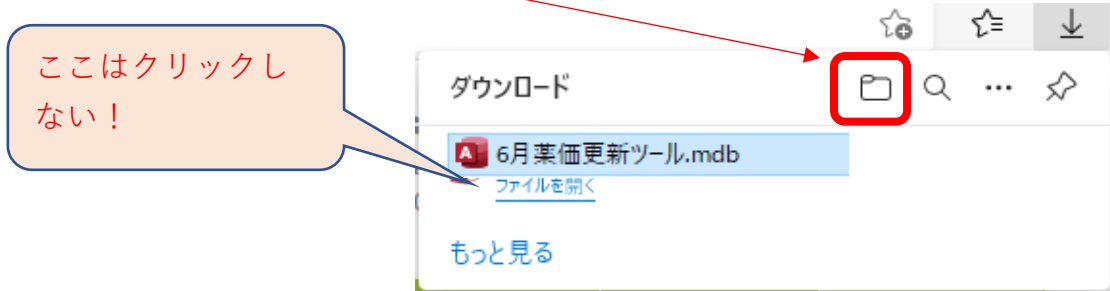 ここはクリックし
ない！
ダウンロード
6月薬価更新ツール.mdb
ファイルを開く
もっと見る